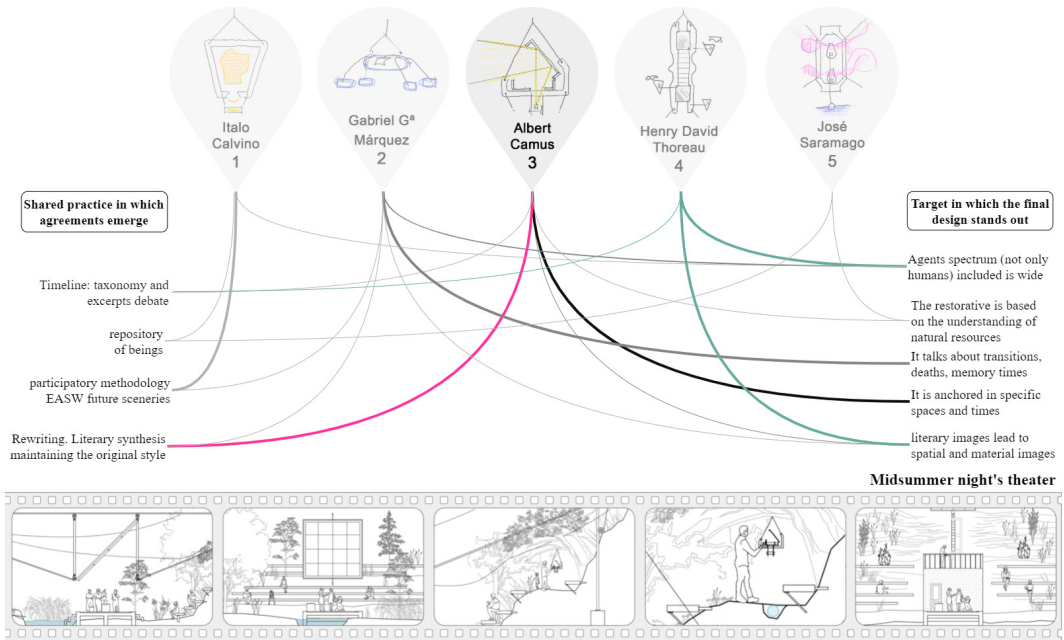 Italo
Calvino
1
Gabriel Gª
Márquez
2
Albert
Camus
3
Henry David
Thoreau
4
José
Saramago
5
Shared practice in which
agreements emerge
Target in which the final
design stands out
Timeline: taxonomy and
excerpts debate
repository
of beings
participatory methodology
EASW future sceneries
Rewriting. Literary synthesis
maintaining the original style
Agents spectrum (not only
humans) included is wide
The restorative is based
on the understanding of
natural resources
It talks about transitions,
deaths, memory times
It is anchored in specific
spaces and times
literary images lead to
spatial and material images
Midsummer night's theater